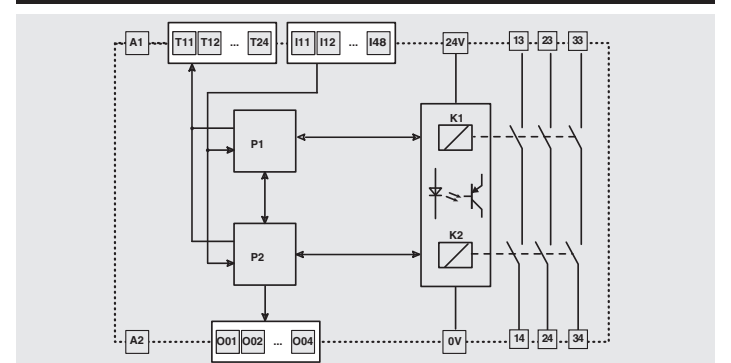 A1 T11 T12 ... T24 I11 I12 ... I48 24V 13 23 33
K1
P1
K2
P2
A2 O01 O02 ... O04 0V 14 24 34